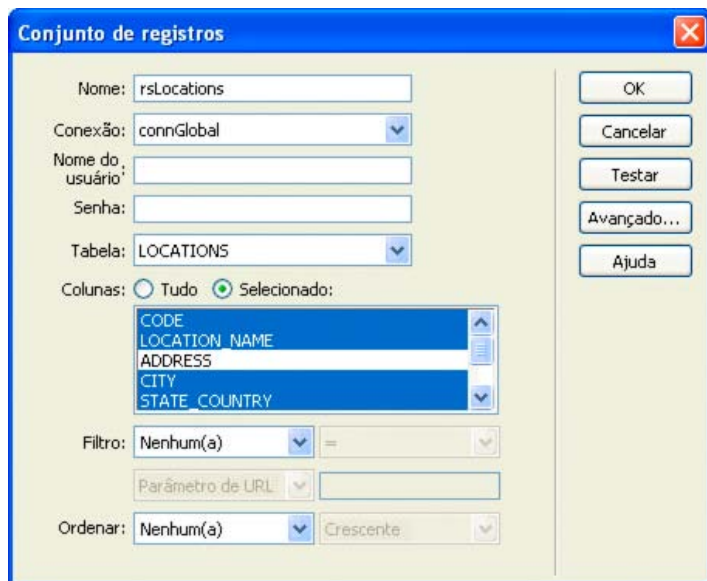 Conjunto de registros
Nome: rsLocations
Conexão: connGlobal
Nome do usuário:
Senha:
Tabela: LOCATIONS
Colunas: Tudo Selecionado:
CODE
LOCATION_NAME
ADDRESS
CITY
STATE_COUNTRY
Filtro: Nenhum(a) =
Parâmetro de URL
Ordenar: Nenhum(a) Crescente
OK
Cancelar
Testar
Avançado...
Ajuda